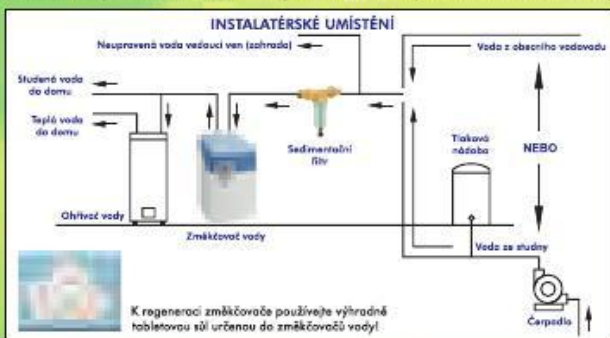 INSTALATÉRSKÉ UMÍSTĚNÍ
Neupravená voda vedoucí ven (zahrada)
Voda z obecního vodovodu
Studená voda
do domu
Teplá voda
do domu
Sedimentační
filtr
Tlaková
nádoba
NEBO
Ohřívač vody
Změkčovač vody
Voda ze studny
Čerpadlo
K regeneraci změkčovače používejte výhradně
tabletovou sůl určenou do změkčovačů vody!